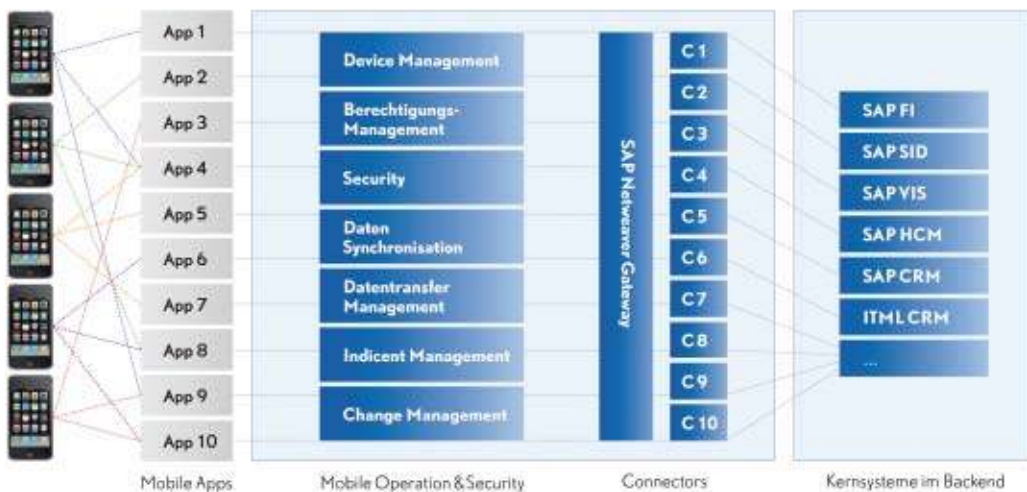 App 1
App 2
App 3
App 4
App 5
App 6
App 7
App 8
App 9
App 10
Mobile Apps
Device Management
Berechtigungs-
Management
Security
Daten
Synchronisation
Datentransfer
Management
Indicent Management
Change Management
Mobile Operation & Security
SAP Netweaver Gateway
C 1
C 2
C 3
C 4
C 5
C 6
C 7
C 8
C 9
C 10
Connectors
SAP FI
SAP SID
SAP VIS
SAP HCM
SAP CRM
ITML CRM
...
Kernsysteme im Backend